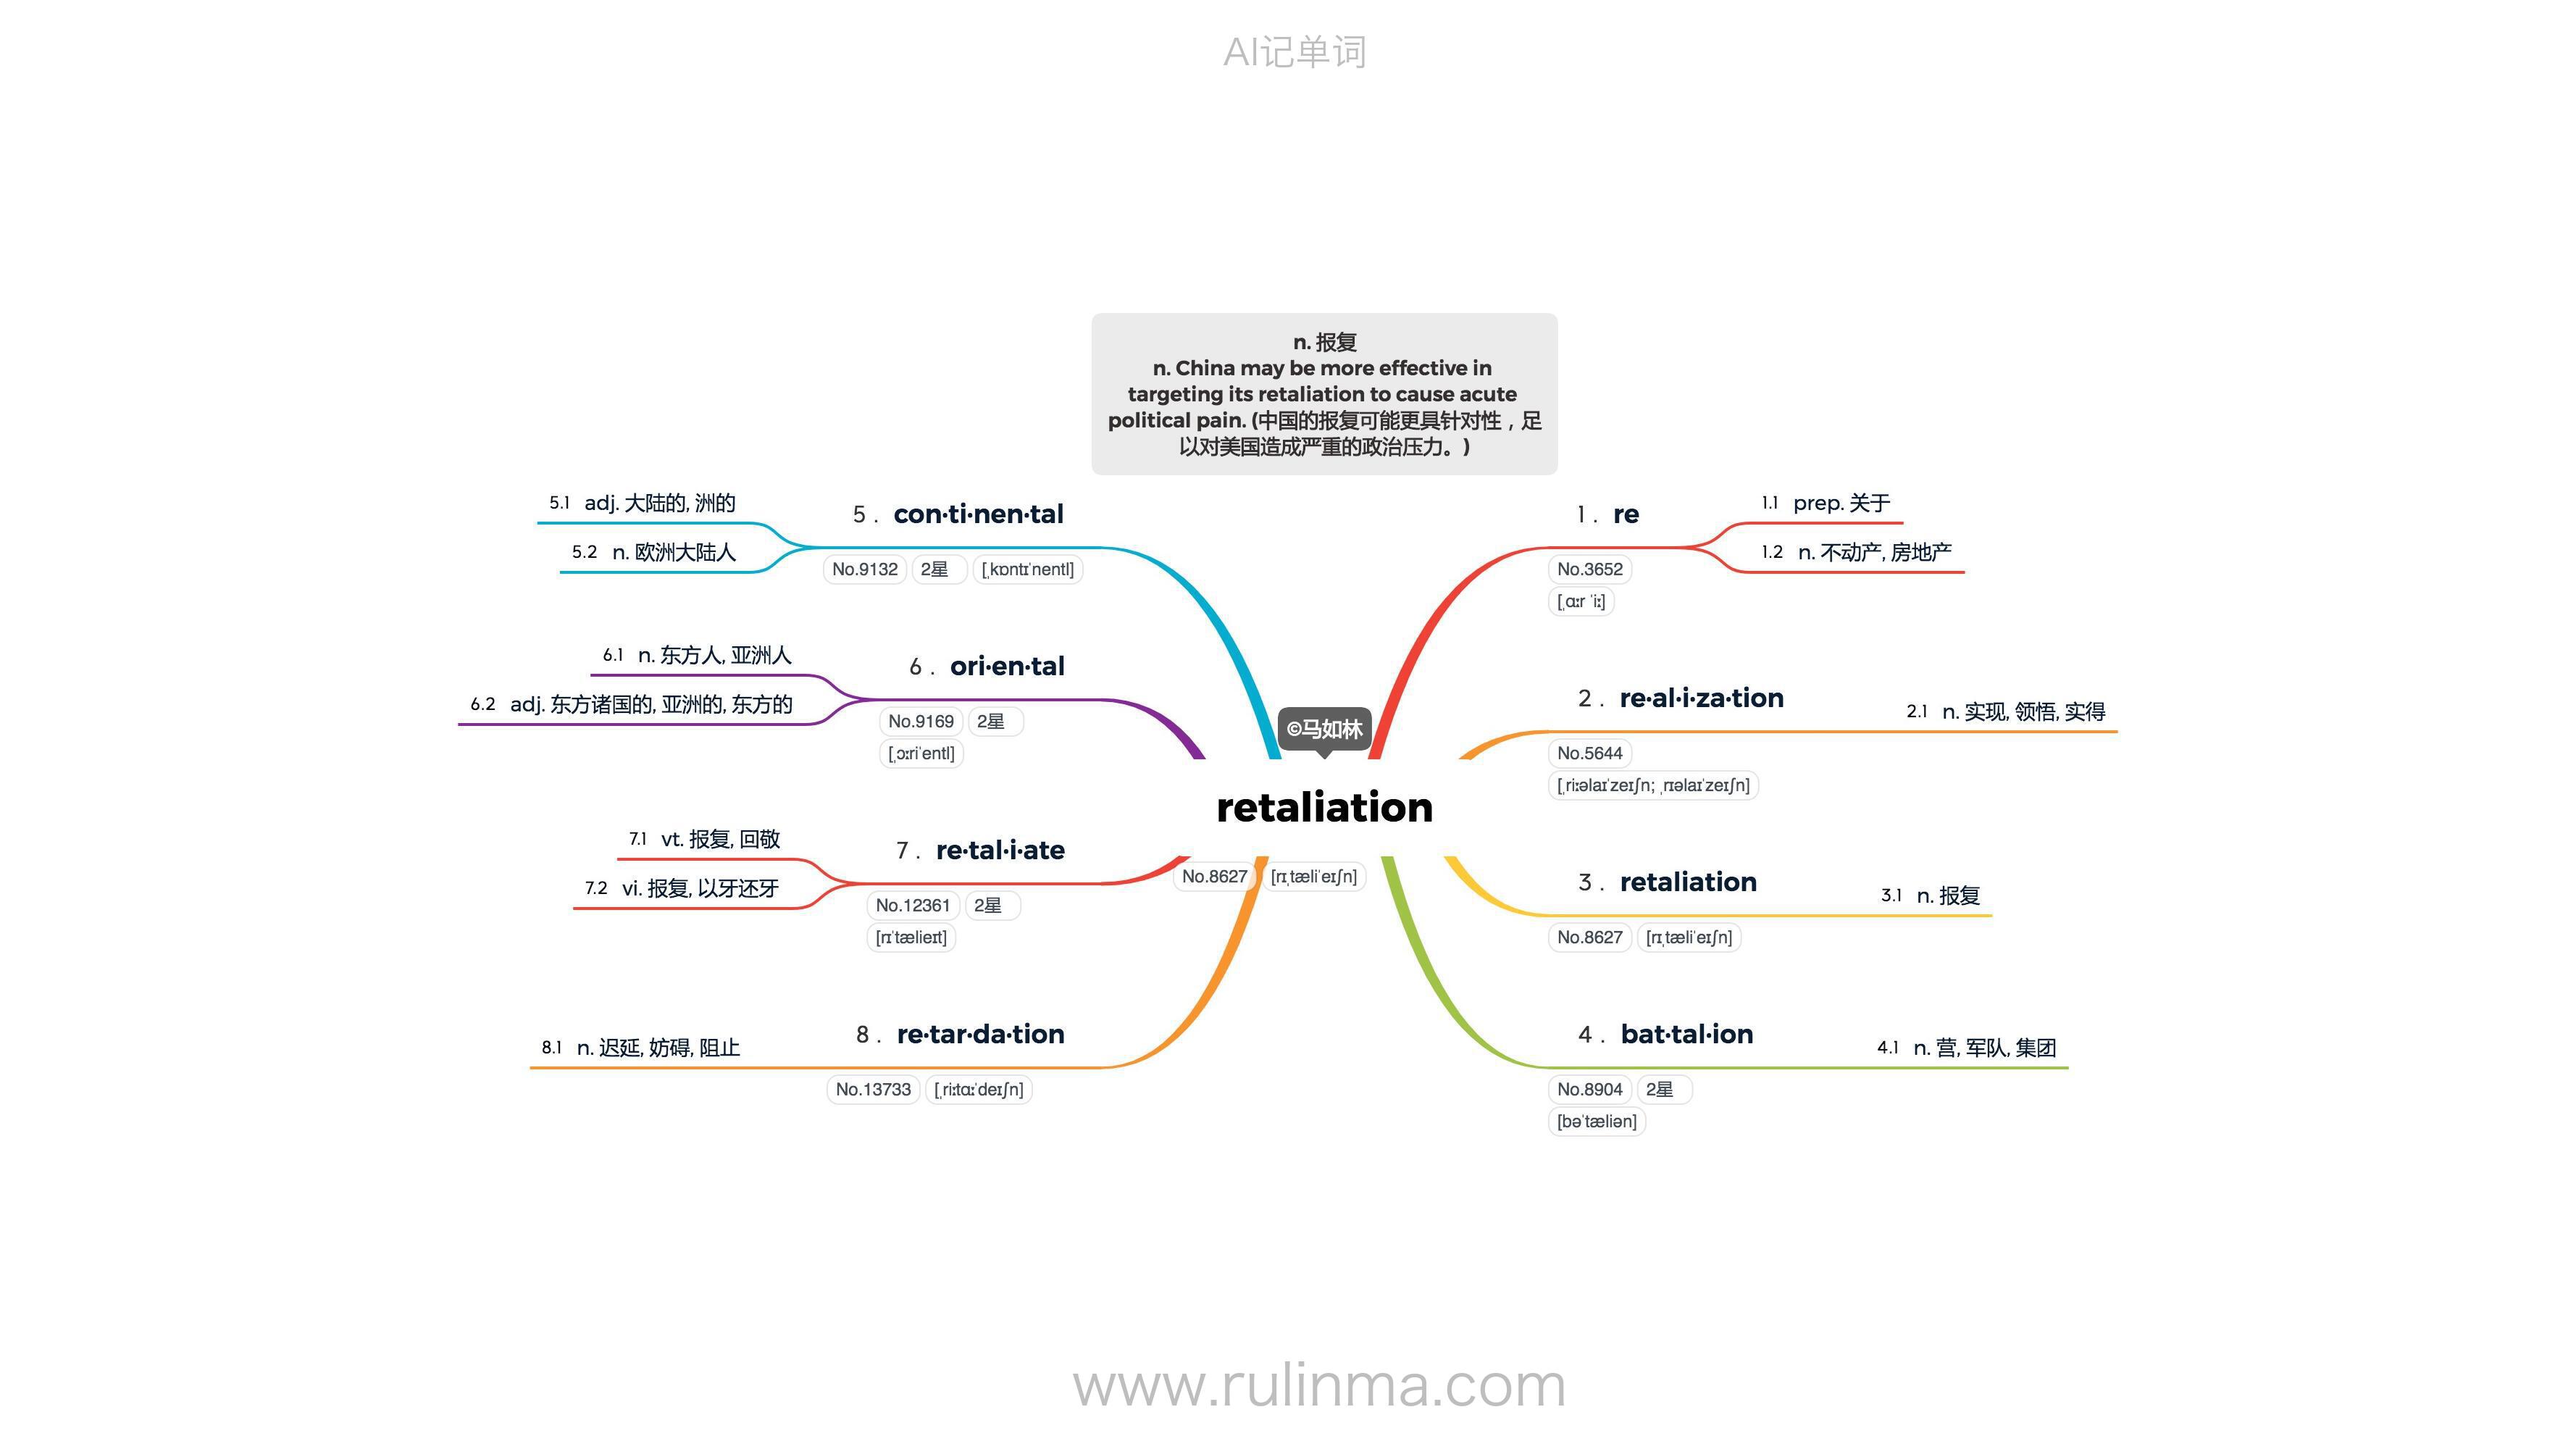 AI记单词
n. 报复
n. China may be more effective in
targeting its retaliation to cause acute
political pain. (中国的报复可能更具针对性，足
以对美国造成严重的政治压力。)
©马如林
retaliation
No.8627 [rɪˌtæliˈeɪʃn]
1 . re
No.3652
[ˌɑːr ˈiː]
1.1 prep. 关于
1.2 n. 不动产, 房地产
2 . re·al·i·za·tion
No.5644
[ˌriːəlaɪˈzeɪʃn; ˌrɪəlaɪˈzeɪʃn]
2.1 n. 实现, 领悟, 实得
3 . retaliation
No.8627 [rɪˌtæliˈeɪʃn]
3.1 n. 报复
4 . bat·tal·ion
No.8904 2星
[bəˈtæliən]
4.1 n. 营, 军队, 集团
5 . con·ti·nen·tal
No.9132 2星 [ˌkɒntɪˈnentl]
5.1 adj. 大陆的, 洲的
5.2 n. 欧洲大陆人
6 . ori·en·tal
No.9169 2星
[ˌɔːriˈentl]
6.1 n. 东方人, 亚洲人
6.2 adj. 东方诸国的, 亚洲的, 东方的
7 . re·tal·i·ate
No.12361 2星
[rɪˈtælieɪt]
7.1 vt. 报复, 回敬
7.2 vi. 报复, 以牙还牙
8 . re·tar·da·tion
No.13733 [ˌriːtɑːˈdeɪʃn]
8.1 n. 迟延, 妨碍, 阻止
www.rulinma.com